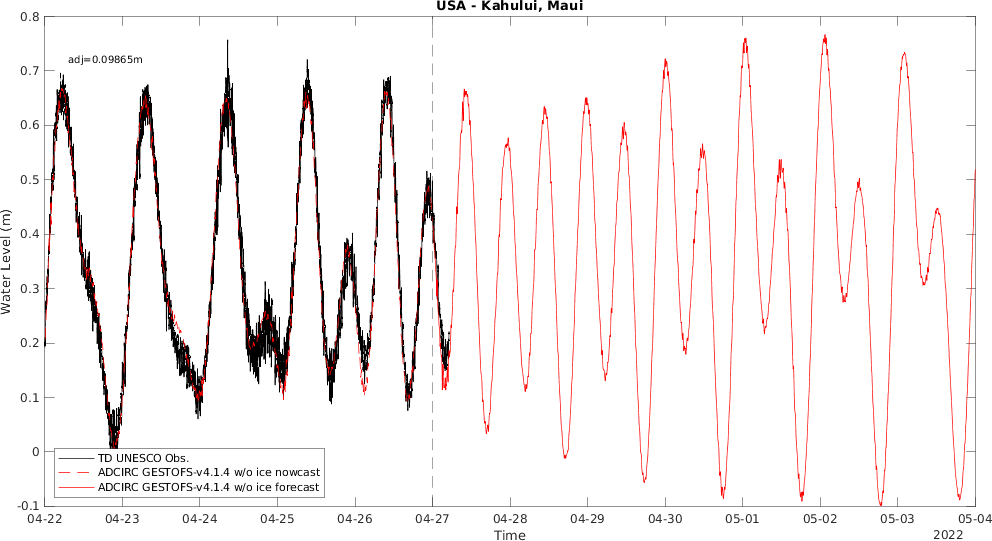 USA - Kahului, Maui
adj=0.09865m
0.8
0.7
0.6
0.5
0.4
0.3
0.2
0.1
0
-0.1
Water Level (m)
TD UNESCO Obs.
ADCIRC GESTOFS-v4.1.4 w/o ice nowcast
ADCIRC GESTOFS-v4.1.4 w/o ice forecast
04-22 04-23 04-24 04-25 04-26 04-27 04-28 04-29 04-30 05-01 05-02 05-03 05-04
Time
2022